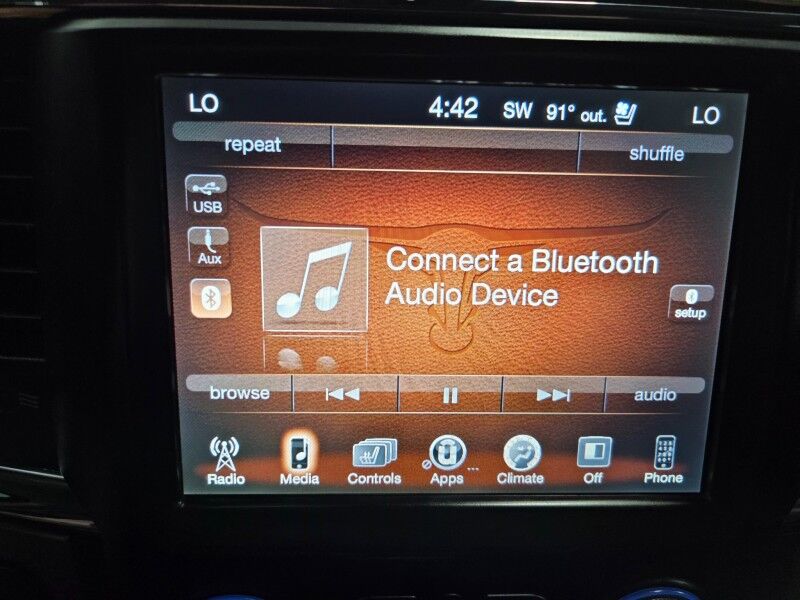 LO 4:42 SW 91° out. LO
repeat shuffle
USB
Aux
Connect a Bluetooth
Audio Device
setup
browse audio
Radio Media Controls Apps Climate Off Phone